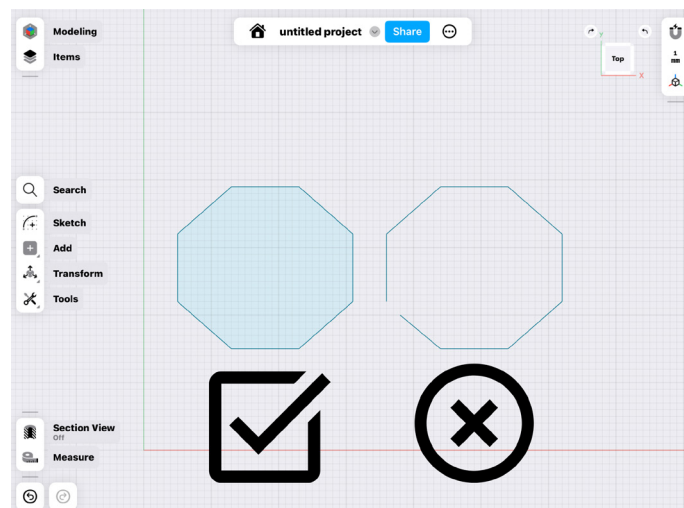 Modeling
Items
untitled project
Share
Y
Top
X
1
mm
Search
Sketch
Add
Transform
Tools
Section View
Off
Measure